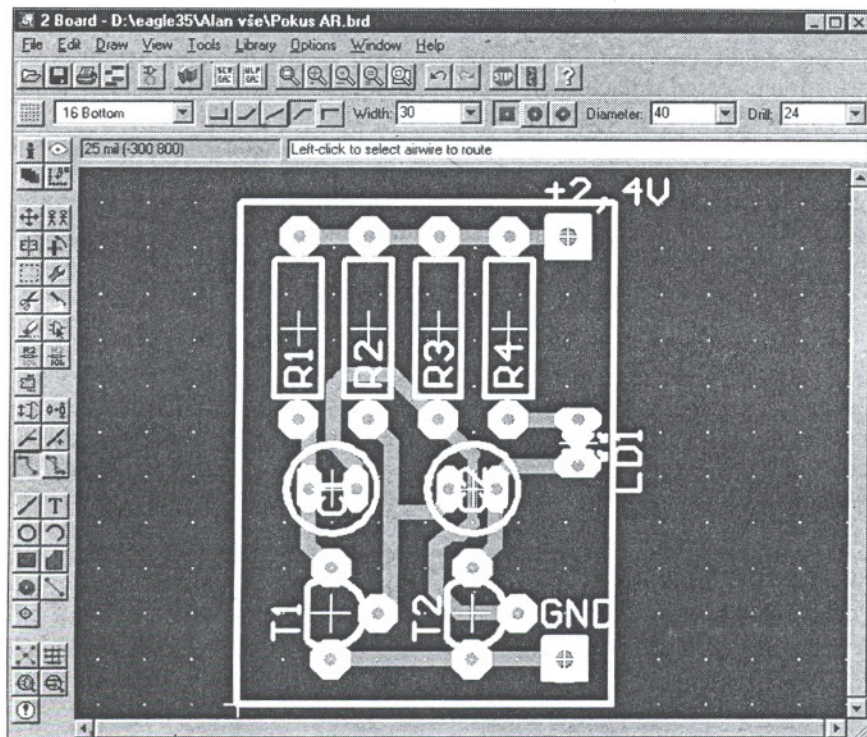 2 Board - D:\eagle35\Alan vše\Pokus AR.brd
File Edit Draw View Tools Library Options Window Help
16 Bottom Width: 30 Diameter: 40 Drill: 24
25 mil (-300 800) Left-click to select airwire to route
+2,4V
R1 R2 R3 R4
LD1
C1 C2
T1 T2 GND